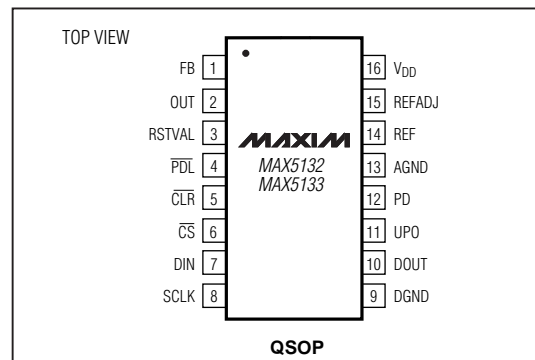 TOP VIEW
FB 1
OUT 2
RSTVAL 3
PDL 4
CLR 5
CS 6
DIN 7
SCLK 8
MAXIM
MAX5132
MAX5133
16 VDD
15 REFADJ
14 REF
13 AGND
12 PD
11 UPO
10 DOUT
9 DGND
QSOP